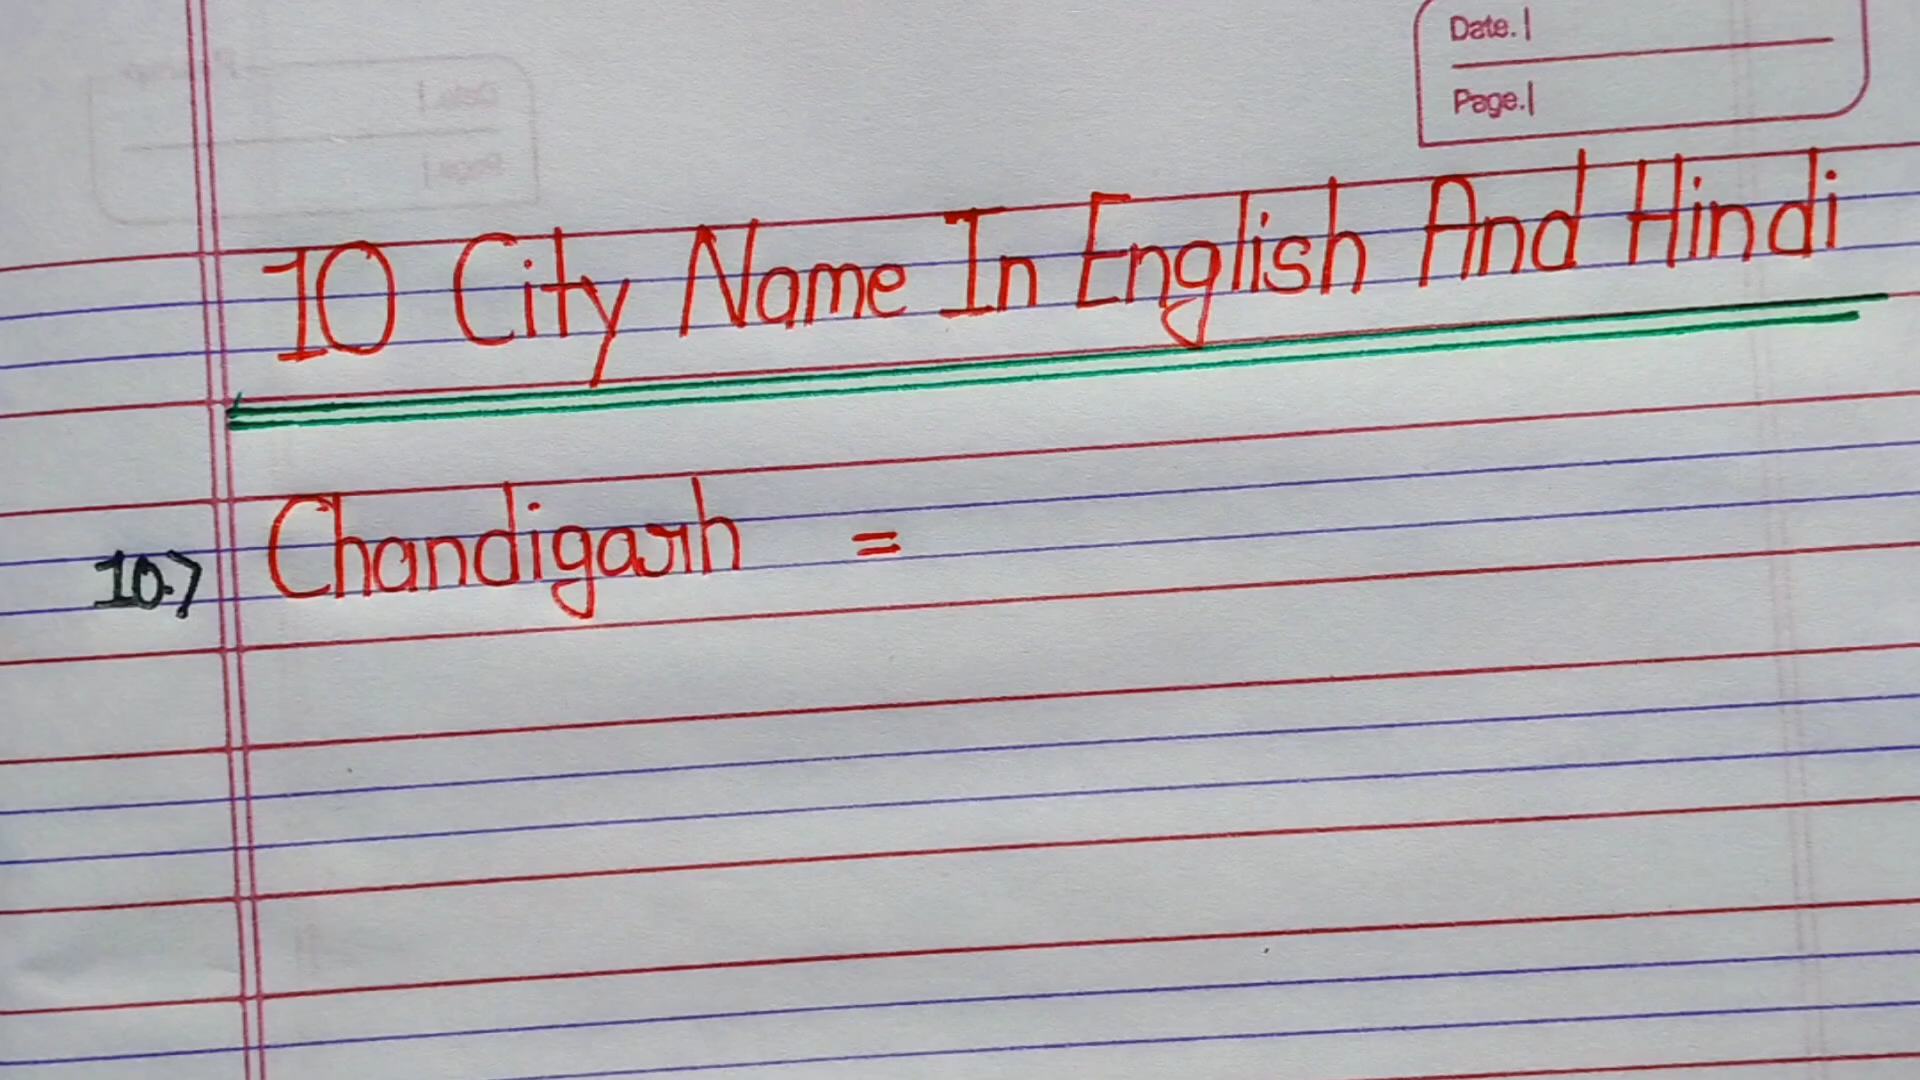 Date.
Page.
10 City Name In English And Hindi
10.) Chandigarh =